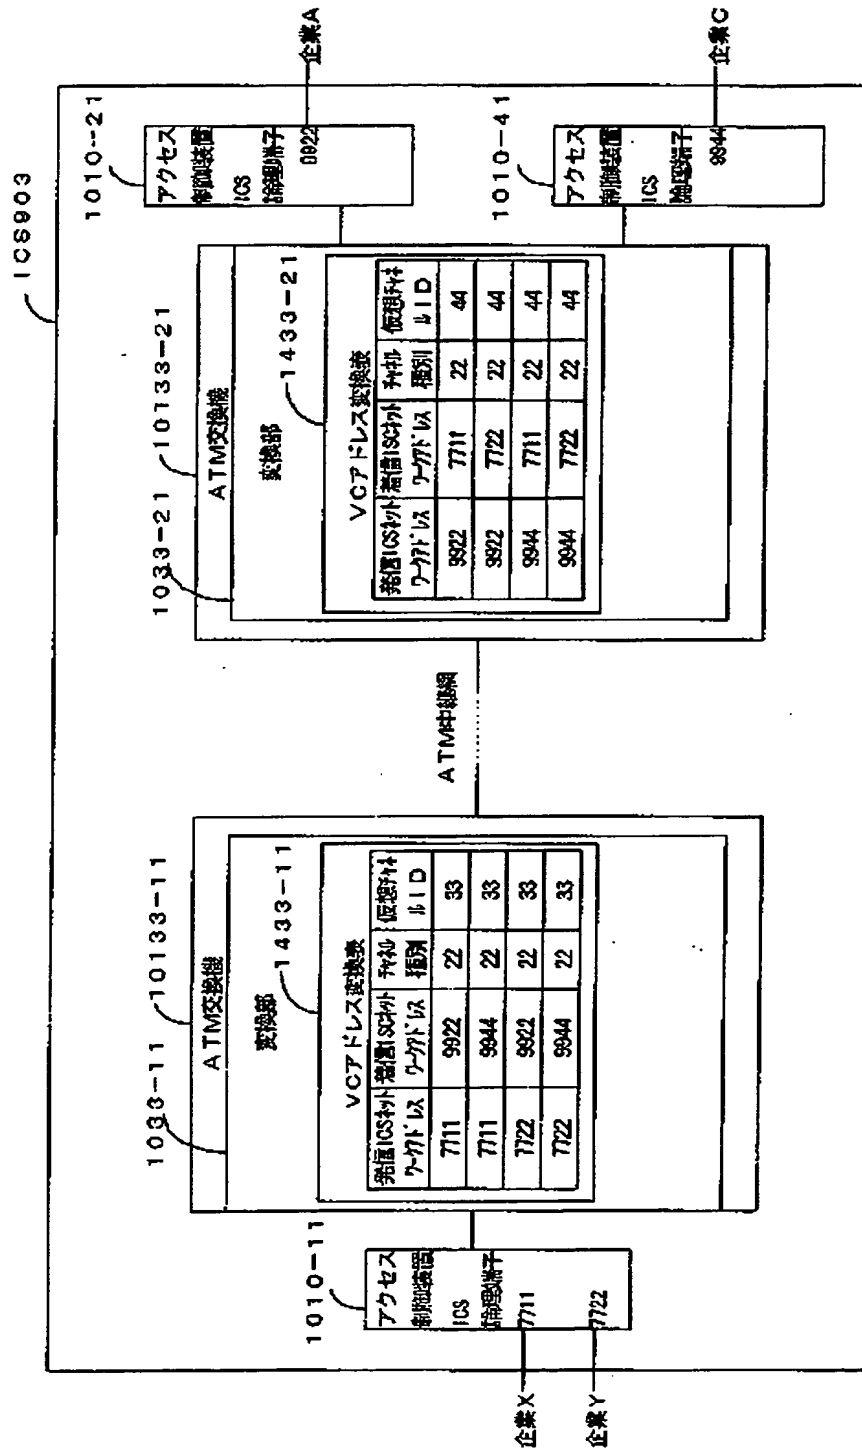 ICS903
企業X
企業Y
1010-11
アクセス
制御装置
ICS
論理端子
7711
7722
1033-11
10133-11
ATM交換機
変換部
1433-11
VCアドレス変換表
発信ICSネットワークアドレス 着信ISCネットワークアドレス チャネル種別 仮想チャネルID
7711 9922 22 33
7711 9944 22 33
7722 9922 22 33
7722 9944 22 33
ATM中継網
1033-21
10133-21
ATM交換機
変換部
1433-21
VCアドレス変換表
発信ICSネットワークアドレス 着信ISCネットワークアドレス チャネル種別 仮想チャネルID
9922 7711 22 44
9922 7722 22 44
9944 7711 22 44
9944 7722 22 44
1010-21
アクセス
制御装置
ICS
論理端子
9922
企業A
1010-41
アクセス
制御装置
ICS
論理端子
9944
企業C